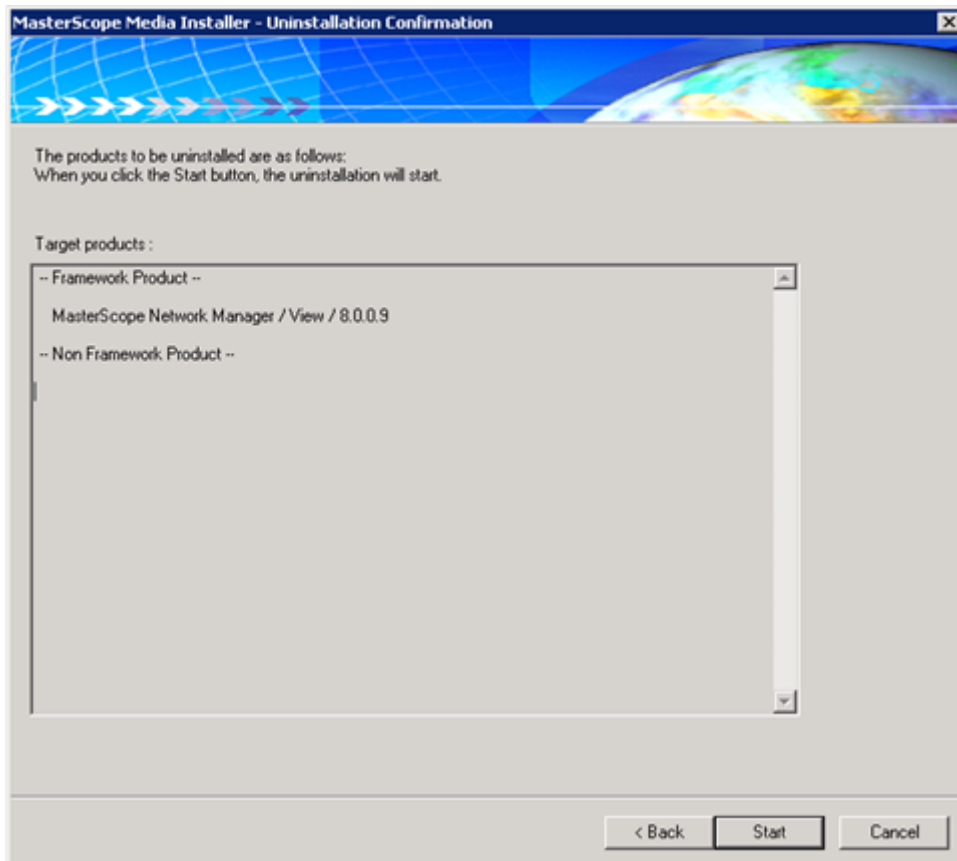 MasterScope Media Installer - Uninstallation Confirmation
The products to be uninstalled are as follows:
When you click the Start button, the uninstallation will start.
Target products :
-- Framework Product --
MasterScope Network Manager / View / 8.0.0.9
-- Non Framework Product --
< Back
Start
Cancel